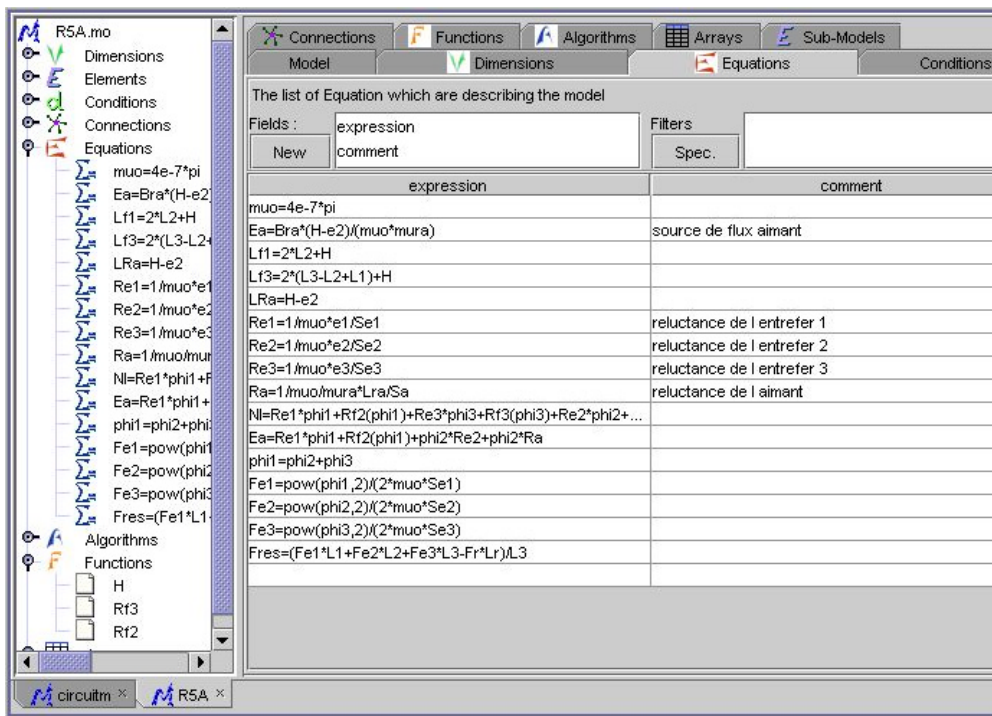 R5A.mo
Dimensions
Elements
Conditions
Connections
Equations
muo=4e-7*pi
Ea=Bra*(H-e2)
Lf1=2*L2+H
Lf3=2*(L3-L2+
LRa=H-e2
Re1=1/muo*e1
Re2=1/muo*e2
Re3=1/muo*e3
Ra=1/muo/mur
NI=Re1*phi1+F
Ea=Re1*phi1+
phi1=phi2+phi
Fe1=pow(phi1
Fe2=pow(phi2
Fe3=pow(phi3
Fres=(Fe1*L1
Algorithms
Functions
H
Rf3
Rf2
Connections Functions Algorithms Arrays Sub-Models
Model Dimensions Equations Conditions
The list of Equation which are describing the model
Fields : expression Filters
New comment Spec.
expression comment
muo=4e-7*pi
Ea=Bra*(H-e2)/(muo*mura) source de flux aimant
Lf1=2*L2+H
Lf3=2*(L3-L2+L1)+H
LRa=H-e2
Re1=1/muo*e1/Se1 reluctance de l entrefer 1
Re2=1/muo*e2/Se2 reluctance de l entrefer 2
Re3=1/muo*e3/Se3 reluctance de l entrefer 3
Ra=1/muo/mura*Lra/Sa reluctance de l aimant
NI=Re1*phi1+Rf2(phi1)+Re3*phi3+Rf3(phi3)+Re2*phi2+...
Ea=Re1*phi1+Rf2(phi1)+phi2*Re2+phi2*Ra
phi1=phi2+phi3
Fe1=pow(phi1,2)/(2*muo*Se1)
Fe2=pow(phi2,2)/(2*muo*Se2)
Fe3=pow(phi3,2)/(2*muo*Se3)
Fres=(Fe1*L1+Fe2*L2+Fe3*L3-Fr*Lr)/L3
circuitm × R5A ×